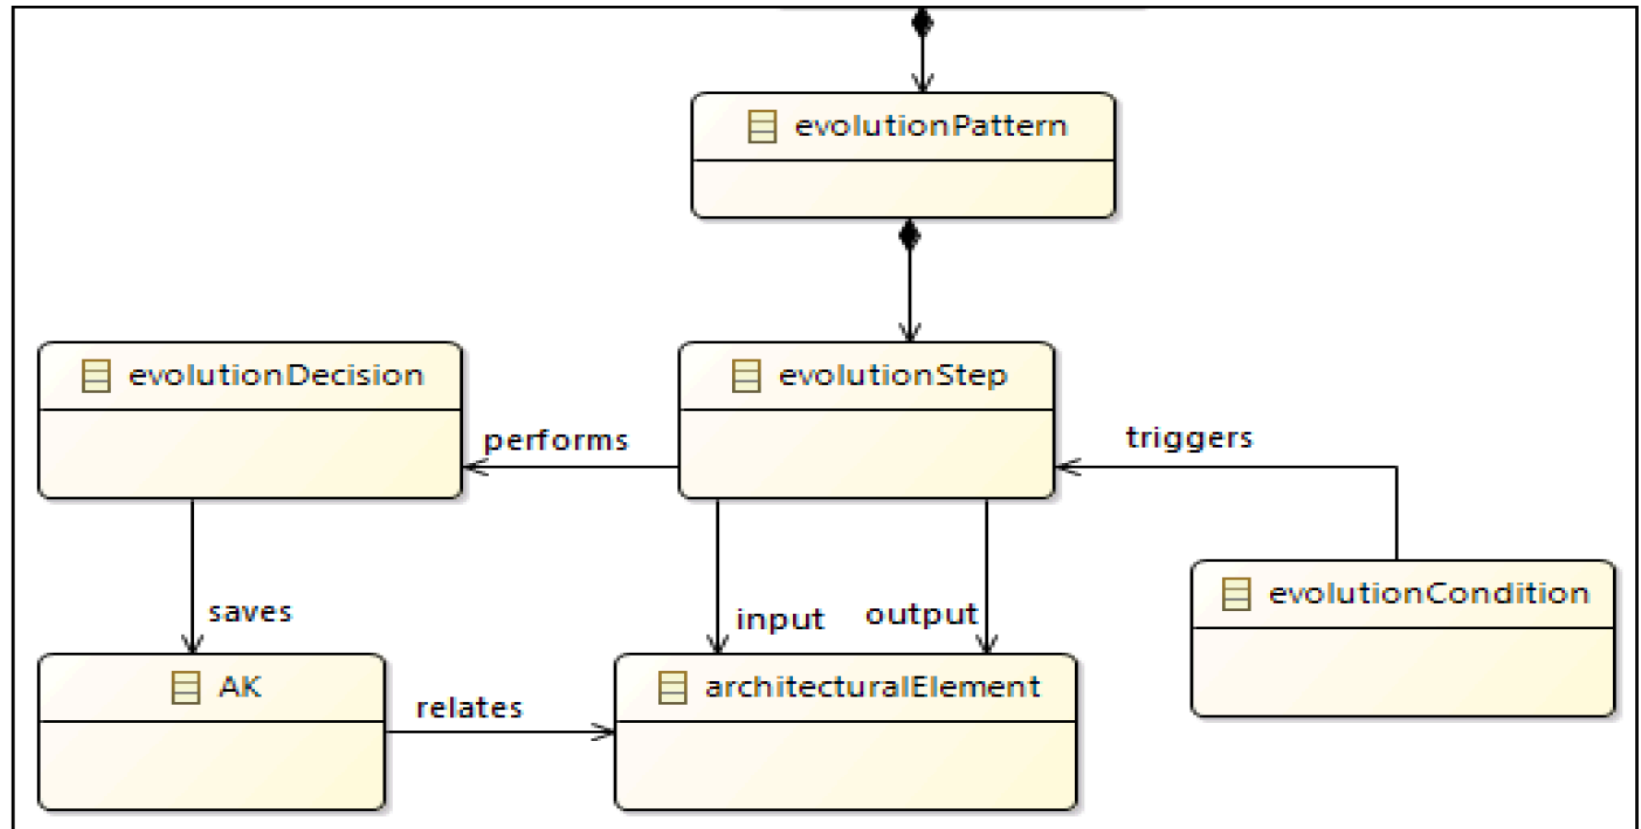 evolutionPattern
evolutionDecision
evolutionStep
performs
triggers
evolutionCondition
saves
input
output
AK
architecturalElement
relates